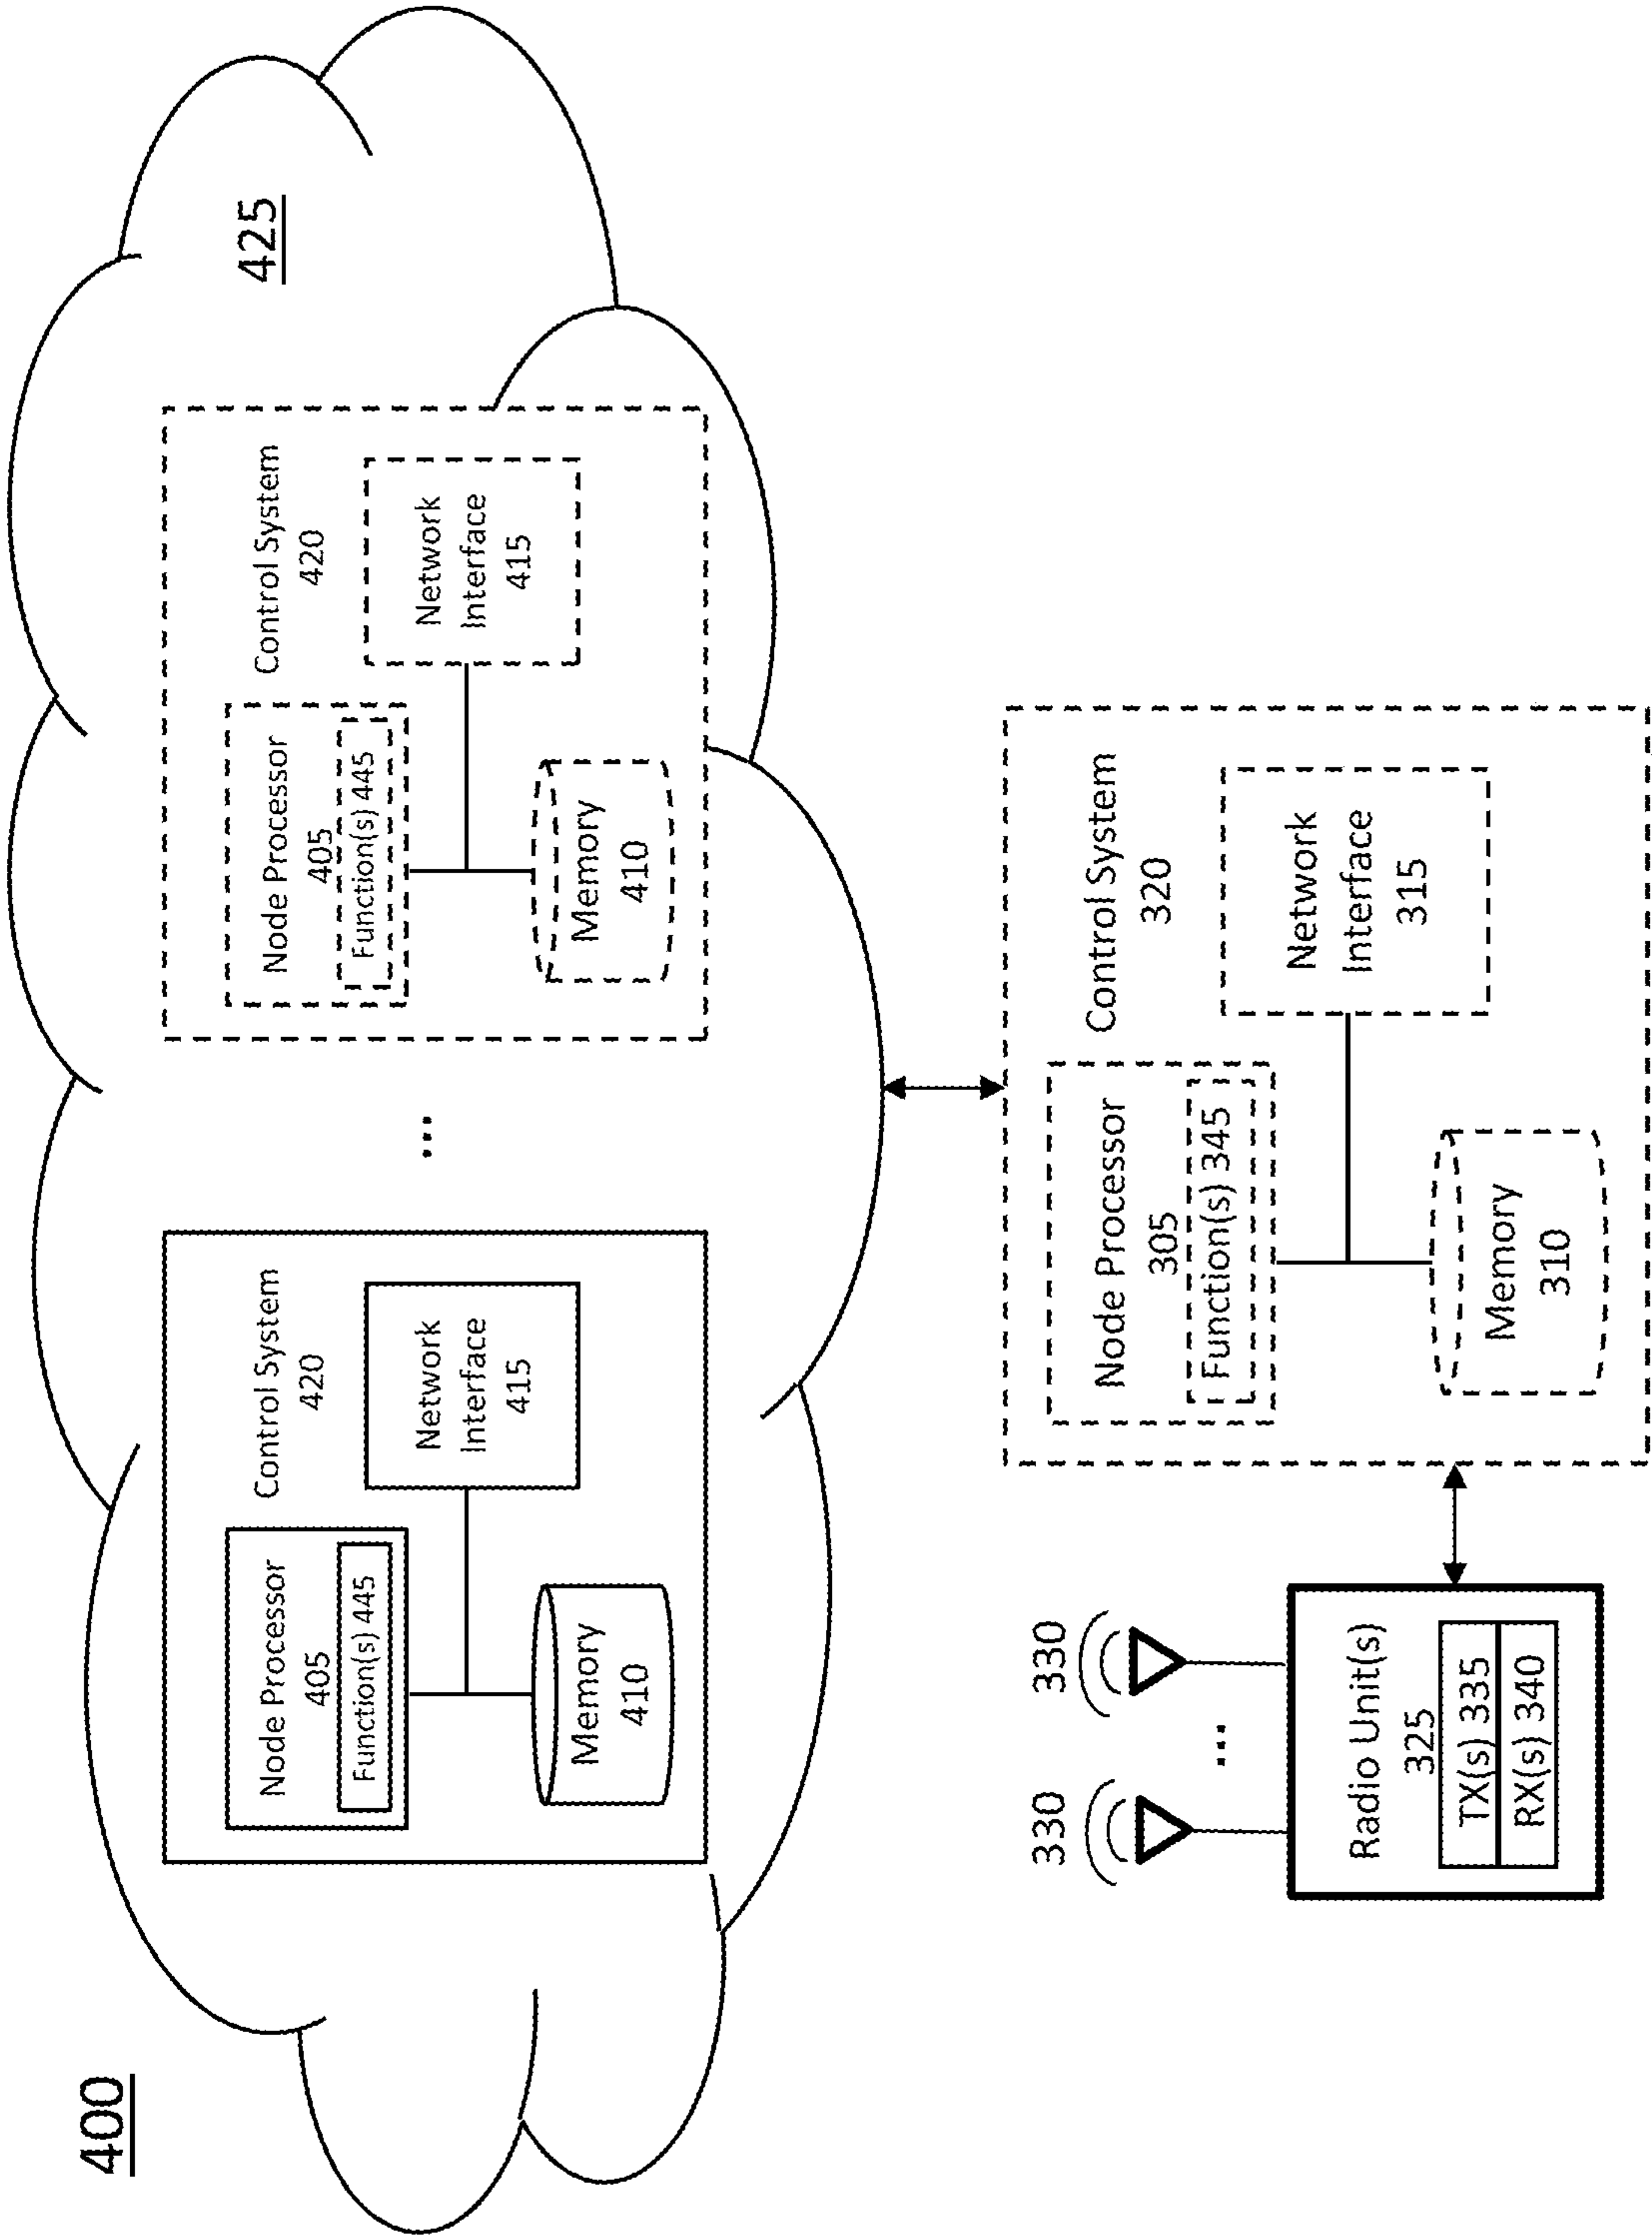 400
425
Node Processor
405
Function(s) 445
Control System
420
Network
Interface
415
Memory
410
...
Node Processor
405
Function(s) 445
Control System
420
Network
Interface
415
Memory
410
330
...
330
Radio Unit(s)
325
TX(s) 335
RX(s) 340
Node Processor
305
Function(s) 345
Control System
320
Network
Interface
315
Memory
310